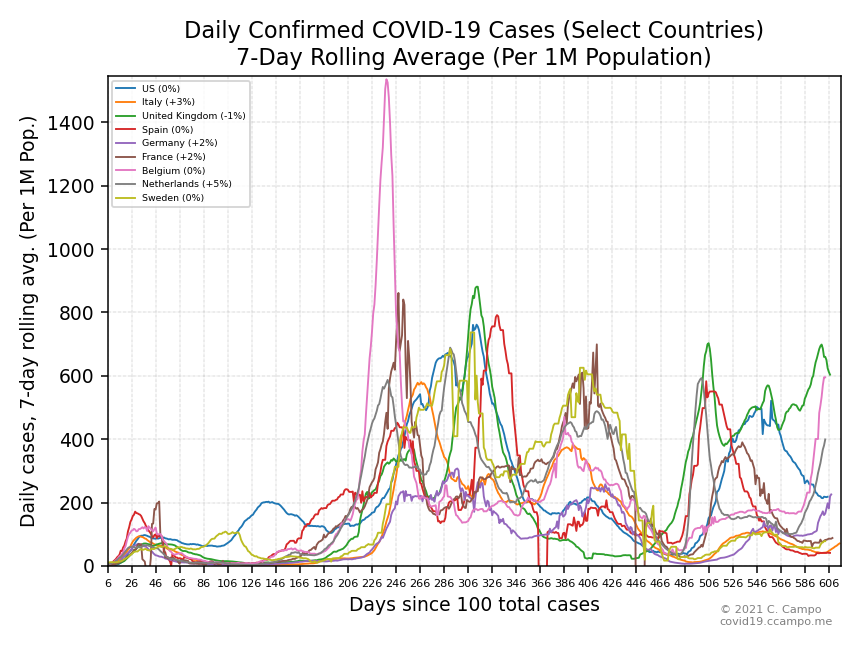 Daily Confirmed COVID-19 Cases (Select Countries)
7-Day Rolling Average (Per 1M Population)
Daily cases, 7-day rolling avg. (Per 1M Pop.)
1400
1200
1000
800
600
400
200
0
US (0%)
Italy (+3%)
United Kingdom (-1%)
Spain (0%)
Germany (+2%)
France (+2%)
Belgium (0%)
Netherlands (+5%)
Sweden (0%)
6 26 46 66 86 106 126 146 166 186 206 226 246 266 286 306 326 346 366 386 406 426 446 466 486 506 526 546 566 586 606
Days since 100 total cases
© 2021 C. Campo
covid19.ccampo.me